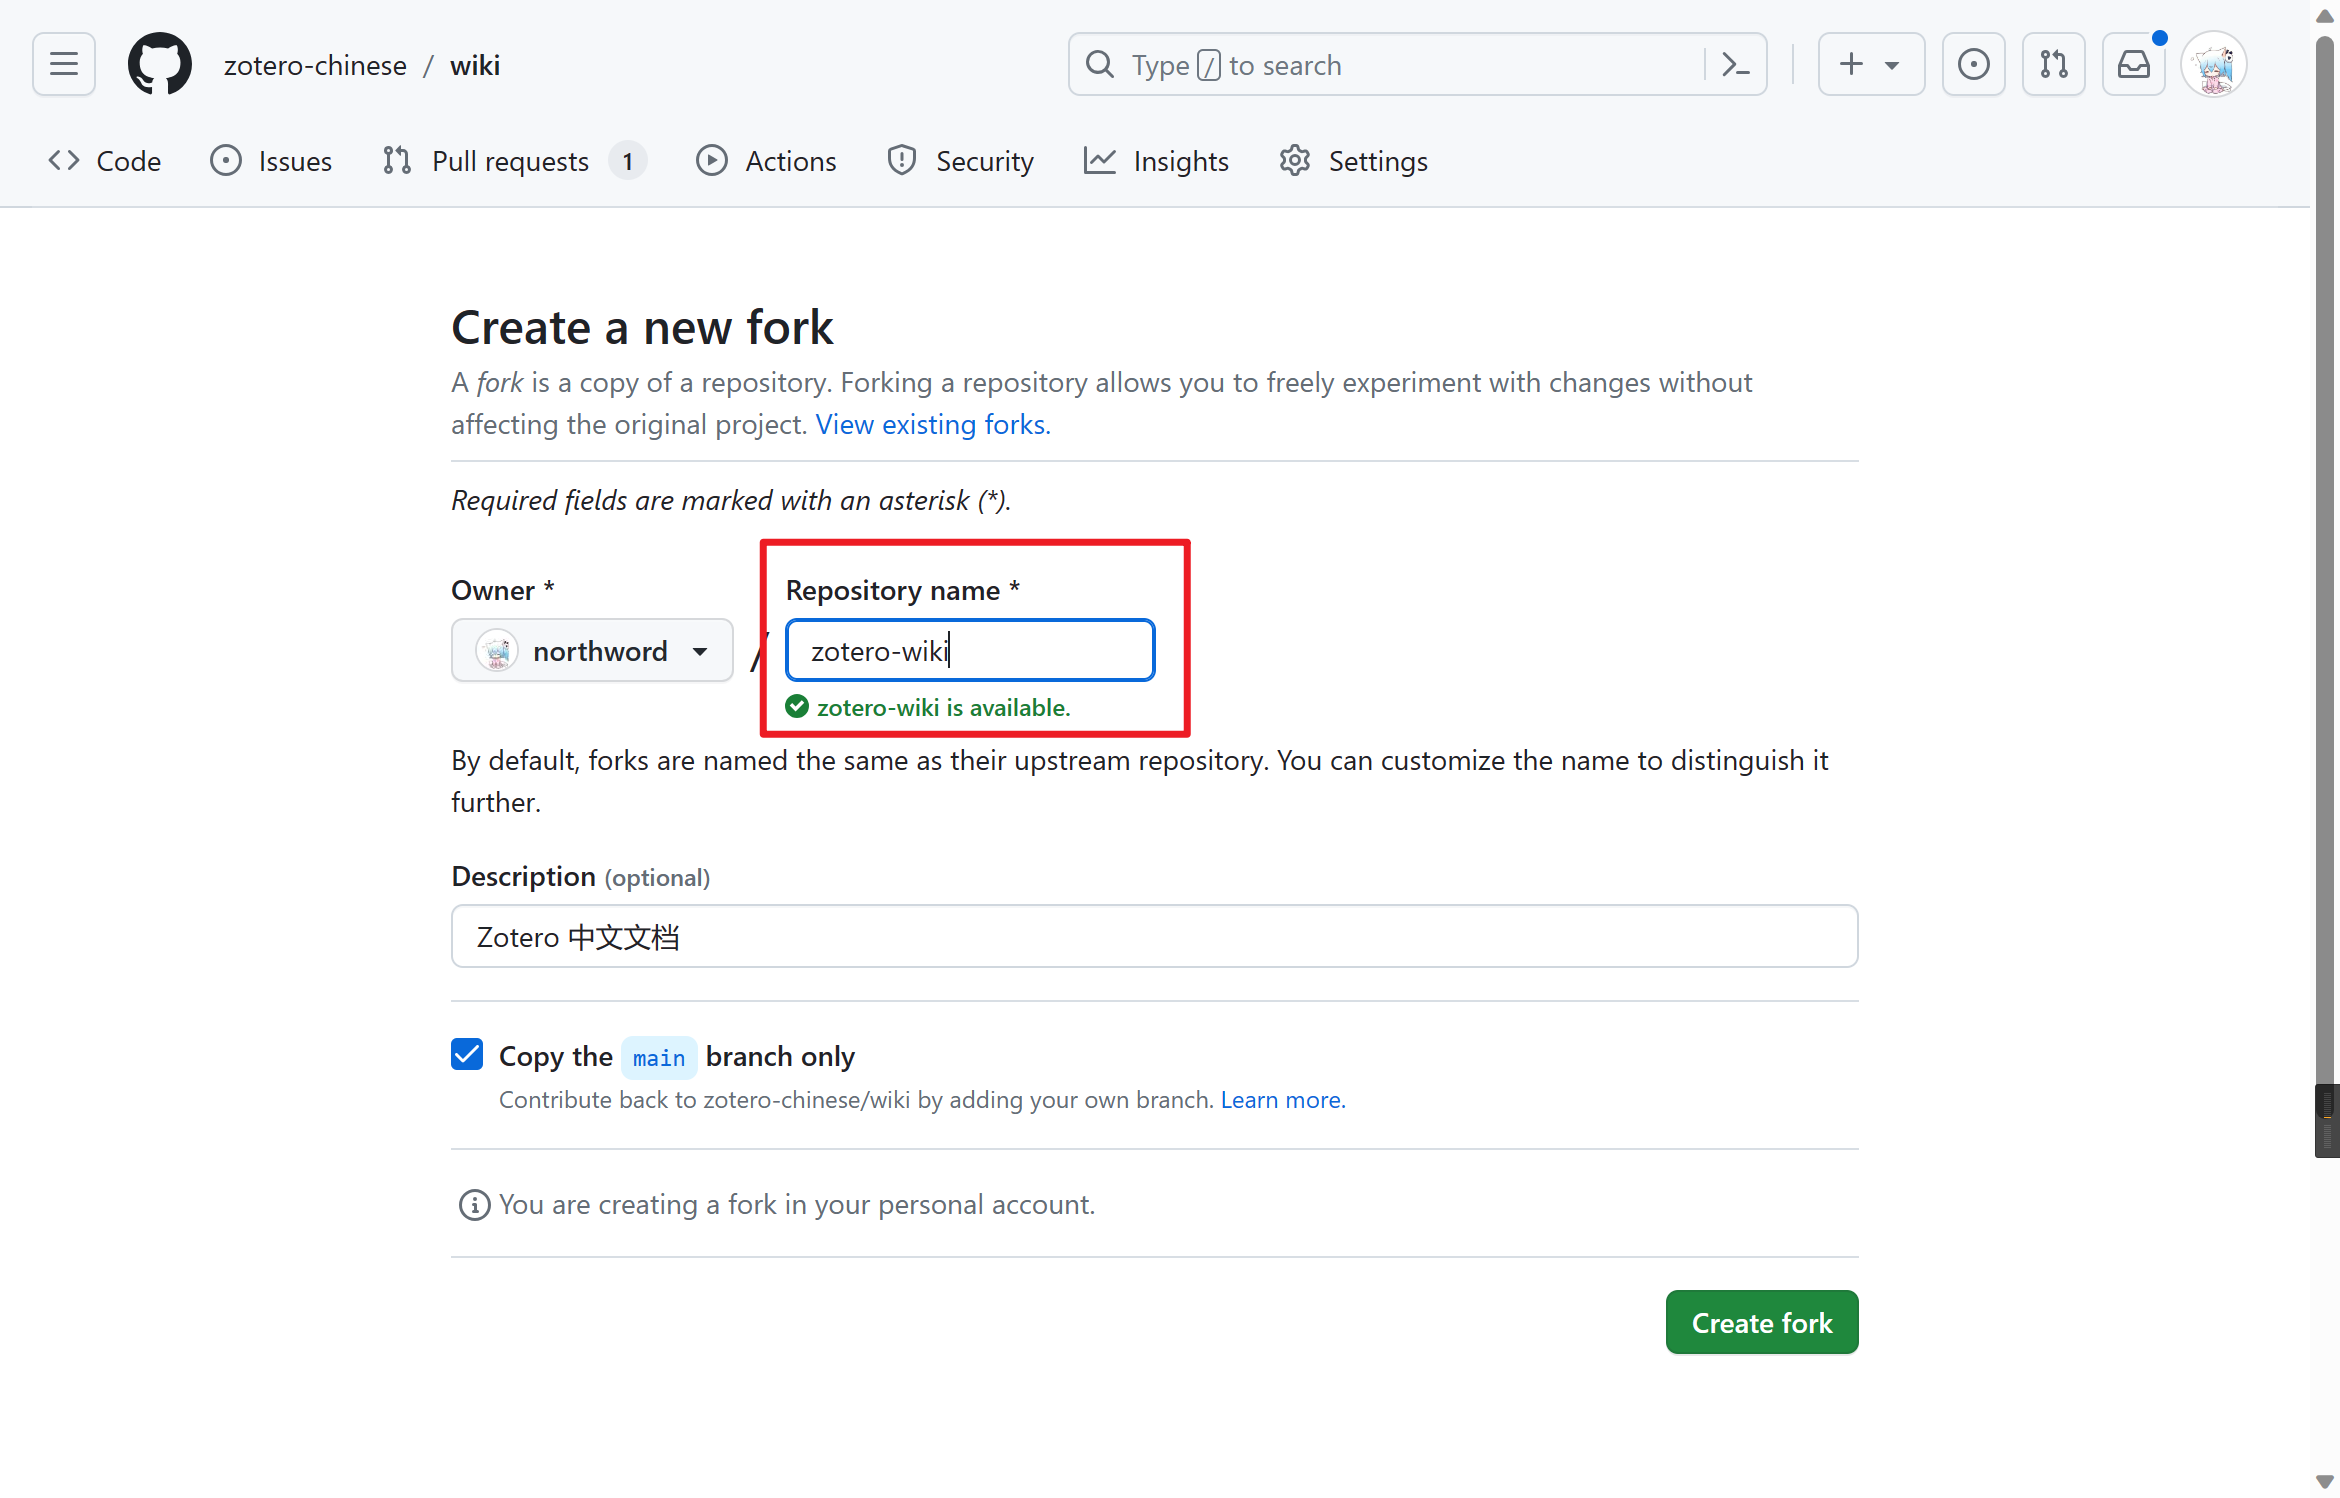 zotero-chinese / wiki
Type / to search
Code Issues Pull requests 1 Actions Security Insights Settings
Create a new fork
A fork is a copy of a repository. Forking a repository allows you to freely experiment with changes without
affecting the original project. View existing forks.
Required fields are marked with an asterisk (*).
Owner * Repository name *
northword / zotero-wiki
zotero-wiki is available.
By default, forks are named the same as their upstream repository. You can customize the name to distinguish it
further.
Description (optional)
Zotero 中文文档
Copy the main branch only
Contribute back to zotero-chinese/wiki by adding your own branch. Learn more.
You are creating a fork in your personal account.
Create fork